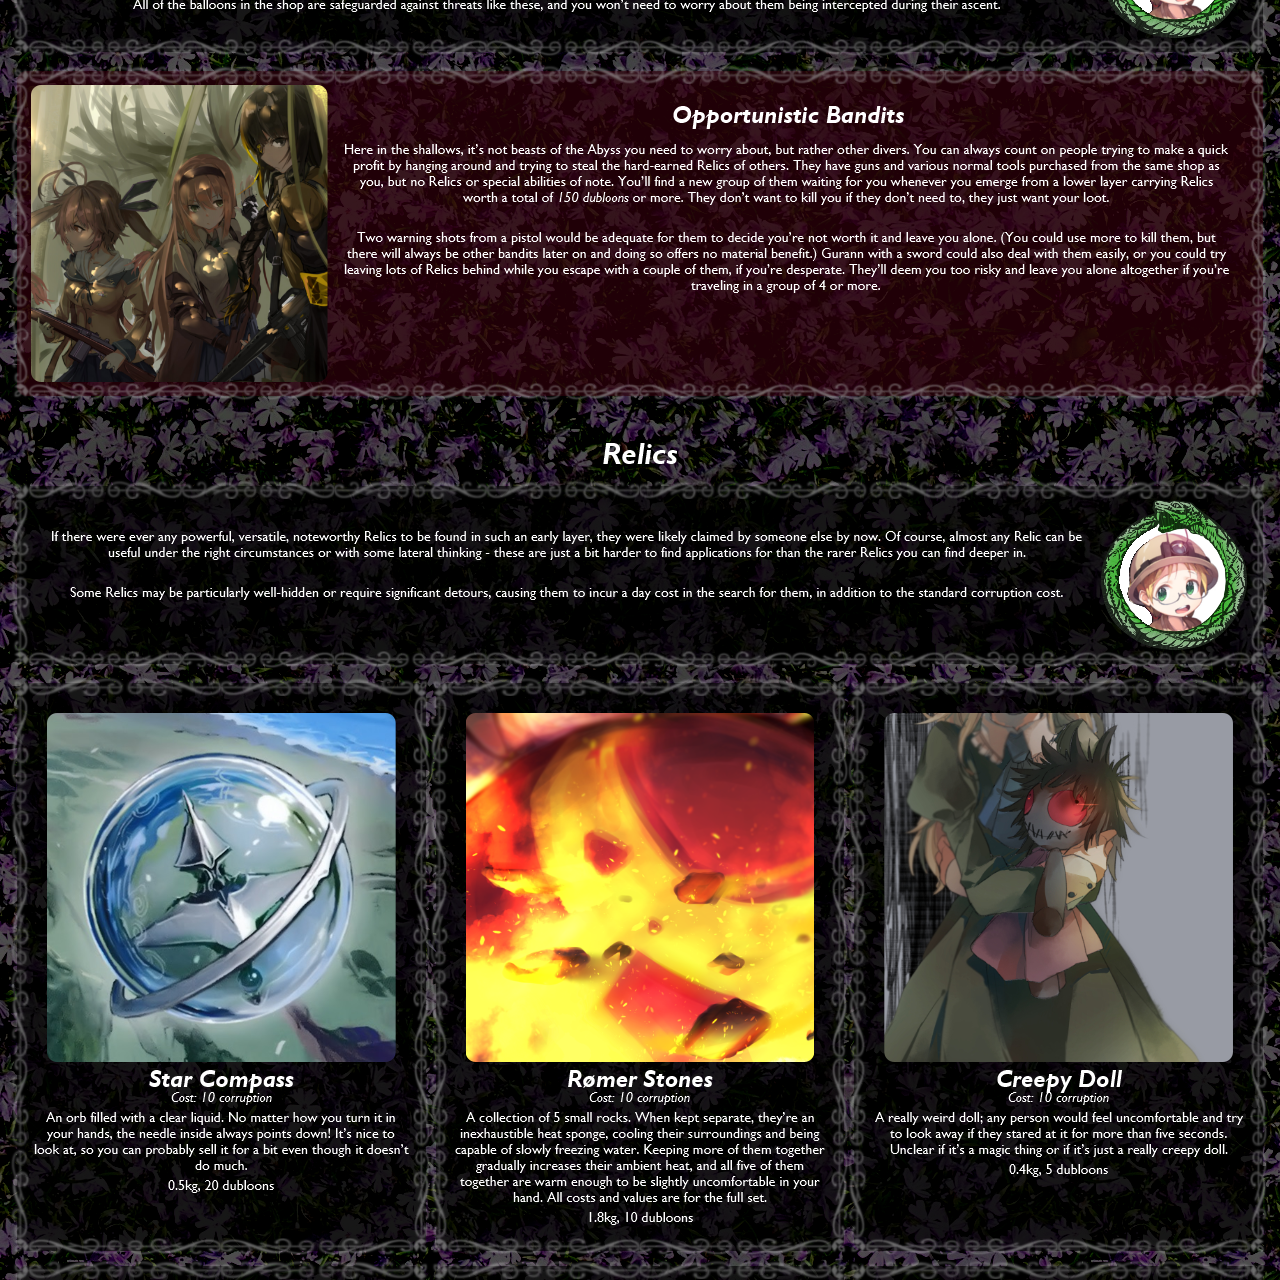 All of the balloons in the shop are safeguarded against threats like these, and you won't need to worry about them being intercepted during their ascent.
Opportunistic Bandits
Here in the shallows, it's not beasts of the Abyss you need to worry about, but rather other divers. You can always count on people trying to make a quick
profit by hanging around and trying to steal the hard-earned Relics of others. They have guns and various normal tools purchased from the same shop as
you, but no Relics or special abilities of note. You'll find a new group of them waiting for you whenever you emerge from a lower layer carrying Relics
worth a total of 150 dubloons or more. They don't want to kill you if they don't need to, they just want your loot.
Two warning shots from a pistol would be adequate for them to decide you're not worth it and leave you alone. (You could use more to kill them, but
there will always be other bandits later on and doing so offers no material benefit.) Gurann with a sword could also deal with them easily, or you could try
leaving lots of Relics behind while you escape with a couple of them, if you're desperate. They'll deem you too risky and leave you alone altogether if you're
traveling in a group of 4 or more.
Relics
If there were ever any powerful, versatile, noteworthy Relics to be found in such an early layer, they were likely claimed by someone else by now. Of course, almost any Relic can be
useful under the right circumstances or with some lateral thinking - these are just a bit harder to find applications for than the rarer Relics you can find deeper in.
Some Relics may be particularly well-hidden or require significant detours, causing them to incur a day cost in the search for them, in addition to the standard corruption cost.
Star Compass
Cost: 10 corruption
An orb filled with a clear liquid. No matter how you turn it in
your hands, the needle inside always points down! It's nice to
look at, so you can probably sell it for a bit even though it doesn't
do much.
0.5kg, 20 dubloons
Rømer Stones
Cost: 10 corruption
A collection of 5 small rocks. When kept separate, they're an
inexhaustible heat sponge, cooling their surroundings and being
capable of slowly freezing water. Keeping more of them together
gradually increases their ambient heat, and all five of them
together are warm enough to be slightly uncomfortable in your
hand. All costs and values are for the full set.
1.8kg, 10 dubloons
Creepy Doll
Cost: 10 corruption
A really weird doll; any person would feel uncomfortable and try
to look away if they stared at it for more than five seconds.
Unclear if it's a magic thing or if it's just a really creepy doll.
0.4kg, 5 dubloons